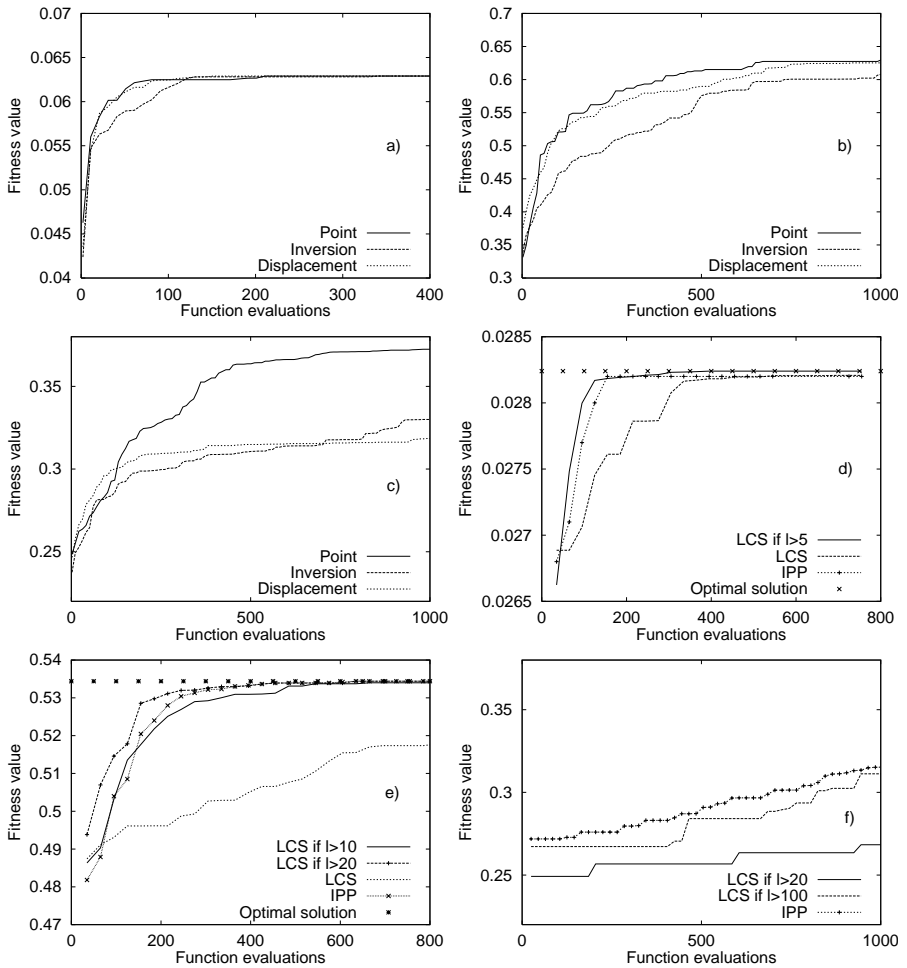 0.07
0.065
0.06
0.055
0.05
0.045
0.04
Fitness value
a)
Point
Inversion
Displacement
0
100
200
300
400
Function evaluations
0.7
0.65
0.6
0.55
0.5
0.45
0.4
0.35
0.3
Fitness value
b)
Point
Inversion
Displacement
0
500
1000
Function evaluations
0.35
0.3
0.25
Fitness value
c)
Point
Inversion
Displacement
0
500
1000
Function evaluations
0.0285
0.028
0.0275
0.027
0.0265
Fitness value
d)
LCS if l>5
LCS
IPP
Optimal solution
0
200
400
600
800
Function evaluations
0.54
0.53
0.52
0.51
0.5
0.49
0.48
0.47
Fitness value
e)
LCS if l>10
LCS if l>20
LCS
IPP
Optimal solution
0
200
400
600
800
Function evaluations
0.35
0.3
0.25
Fitness value
f)
LCS if l>20
LCS if l>100
IPP
0
500
1000
Function evaluations